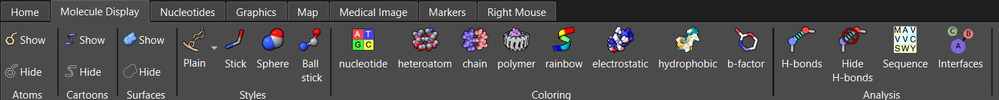 Home Molecule Display Nucleotides Graphics Map Medical Image Markers Right Mouse
Show Show Show
Hide Hide Hide
Atoms Cartoons Surfaces
Plain Stick Sphere Ball stick
Styles
A T
G C
nucleotide heteroatom chain polymer rainbow electrostatic hydrophobic b-factor
Coloring
M A V
V V C
S W Y
C B
A
H-bonds Hide H-bonds Sequence Interfaces
Analysis